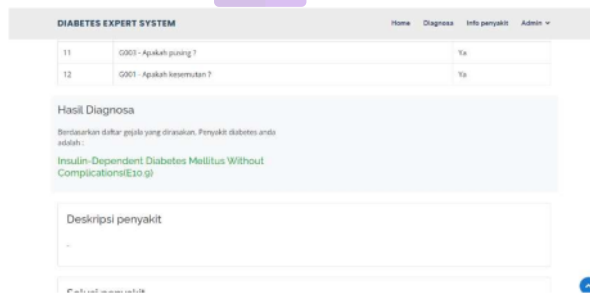 DIABETES EXPERT SYSTEM Home Diagnosa Info penyakit Admin
11 G003 - Apakah pusing ? Ya
12 G001 - Apakah kesemutan ? Ya
Hasil Diagnosa
Berdasarkan daftar gejala yang dirasakan, Penyakit diabetes anda
adalah :
Insulin-Dependent Diabetes Mellitus Without
Complications(E10.9)
Deskripsi penyakit
-
Solusi penyakit